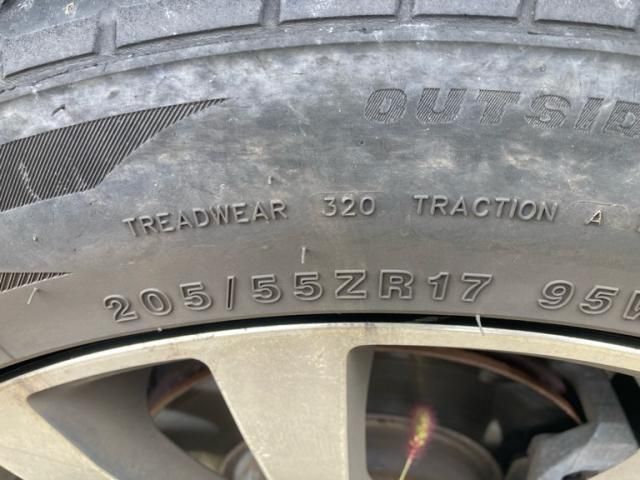 OUTSID
TREADWEAR 320 TRACTION A
205/55ZR17 95